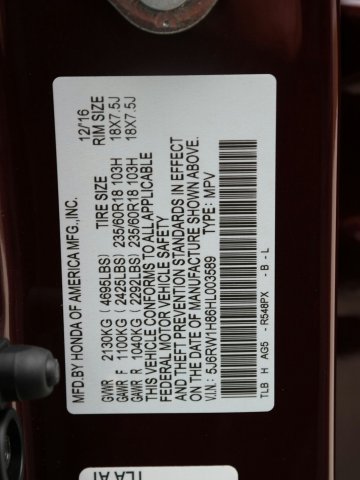 MFD.BY HONDA OF AMERICA MFG.,INC. 12/16
TIRE SIZE RIM SIZE
GVWR 2130KG (4695LBS)
GAWR F 1100KG (2425LBS) 235/60R18 103H 18X7.5J
GAWR R 1040KG (2292LBS) 235/60R18 103H 18X7.5J
THIS VEHICLE CONFORMS TO ALL APPLICABLE
FEDERAL MOTOR VEHICLE SAFETY
AND THEFT PREVENTION STANDARDS IN EFFECT
ON THE DATE OF MANUFACTURE SHOWN ABOVE.
V.I.N.: 5J6RW1H86HL003589 TYPE: MPV
TLB H AG5 - R548PX - B - L